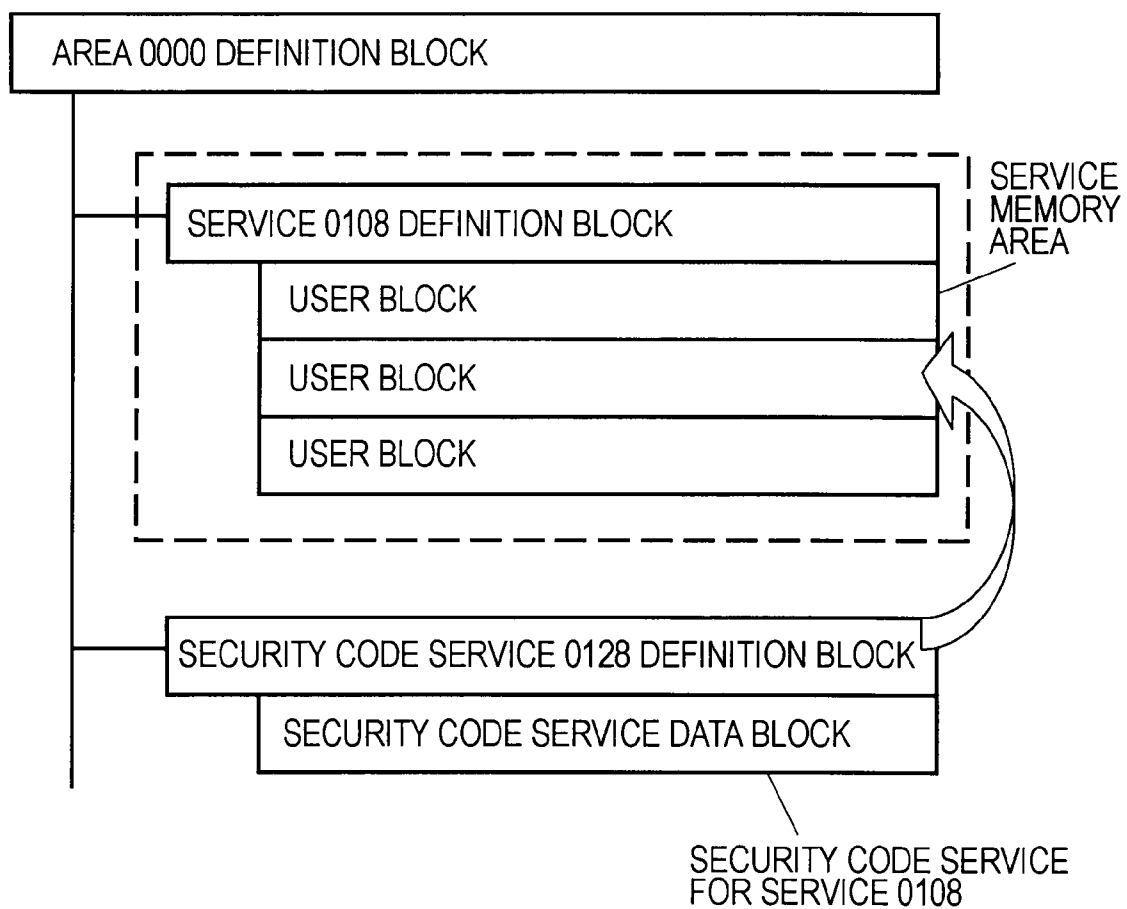 AREA 0000 DEFINITION BLOCK
SERVICE
MEMORY
AREA
SERVICE 0108 DEFINITION BLOCK
USER BLOCK
USER BLOCK
USER BLOCK
SECURITY CODE SERVICE 0128 DEFINITION BLOCK
SECURITY CODE SERVICE DATA BLOCK
SECURITY CODE SERVICE
FOR SERVICE 0108